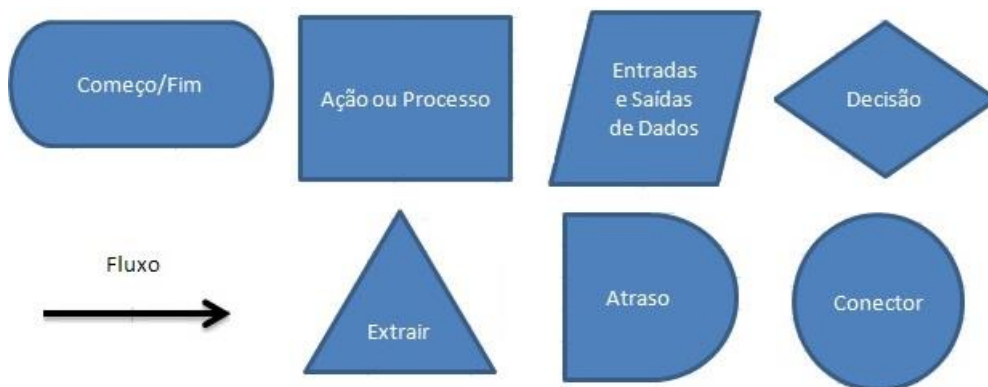 Começo/Fim
Ação ou Processo
Entradas
e Saídas
de Dados
Decisão
Fluxo
Extrair
Atraso
Conector